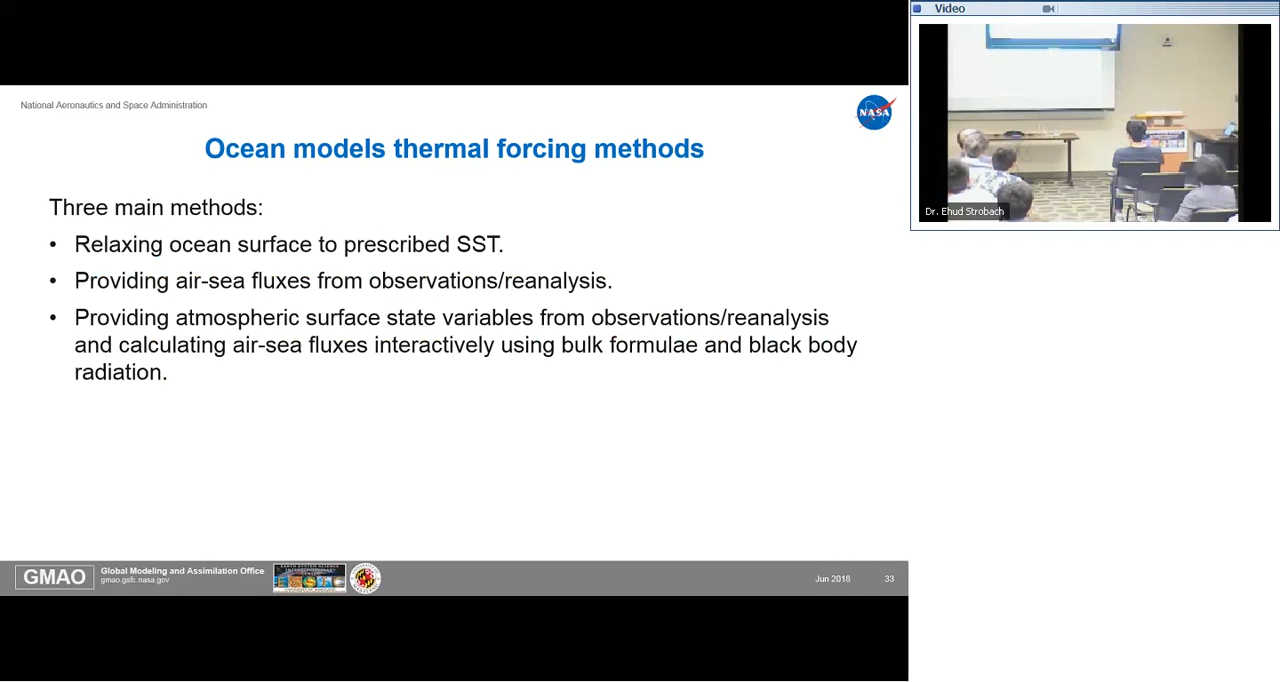 Video
National Aeronautics and Space Administration
NASA
Ocean models thermal forcing methods
Three main methods:
• Relaxing ocean surface to prescribed SST.
• Providing air-sea fluxes from observations/reanalysis.
• Providing atmospheric surface state variables from observations/reanalysis
and calculating air-sea fluxes interactively using bulk formulae and black body
radiation.
Dr. Ehud Strobach
GMAO
Global Modeling and Assimilation Office
gmao.gsfc.nasa.gov
ESSIC
Jun 2018
33